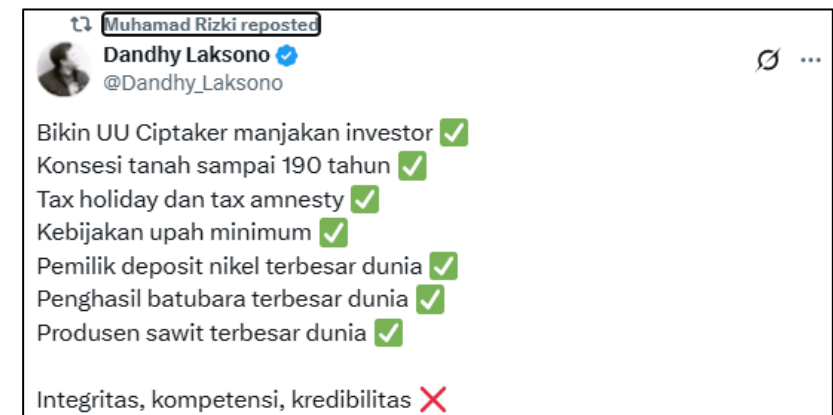 Muhamad Rizki reposted
Dandhy Laksono
@Dandhy_Laksono
Bikin UU Ciptaker manjakan investor ✅
Konsesi tanah sampai 190 tahun ✅
Tax holiday dan tax amnesty ✅
Kebijakan upah minimum ✅
Pemilik deposit nikel terbesar dunia ✅
Penghasil batubara terbesar dunia ✅
Produsen sawit terbesar dunia ✅
Integritas, kompetensi, kredibilitas ❌